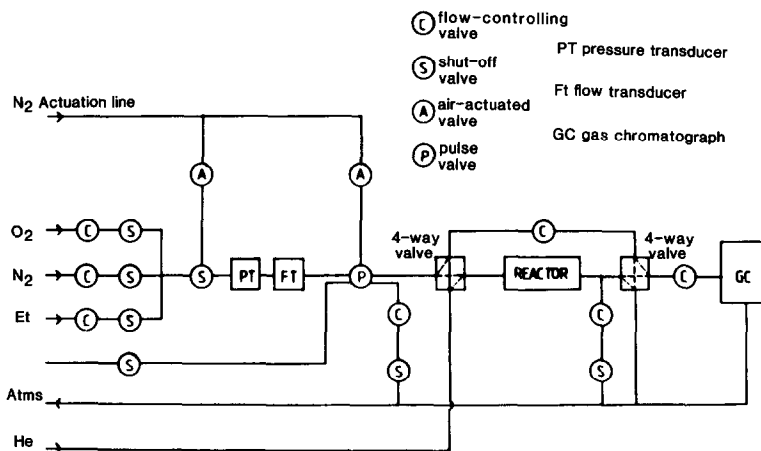 C flow-controlling
valve
PT pressure transducer
S shut-off
valve
Ft flow transducer
N2 Actuation line
A air-actuated
valve
GC gas chromatograph
P pulse
valve
A
A
4-way
valve
C
4-way
valve
O2
C
S
N2
C
S
S
PT
FT
P
REACTOR
C
GC
Et
C
S
C
C
S
S
S
Atms
He